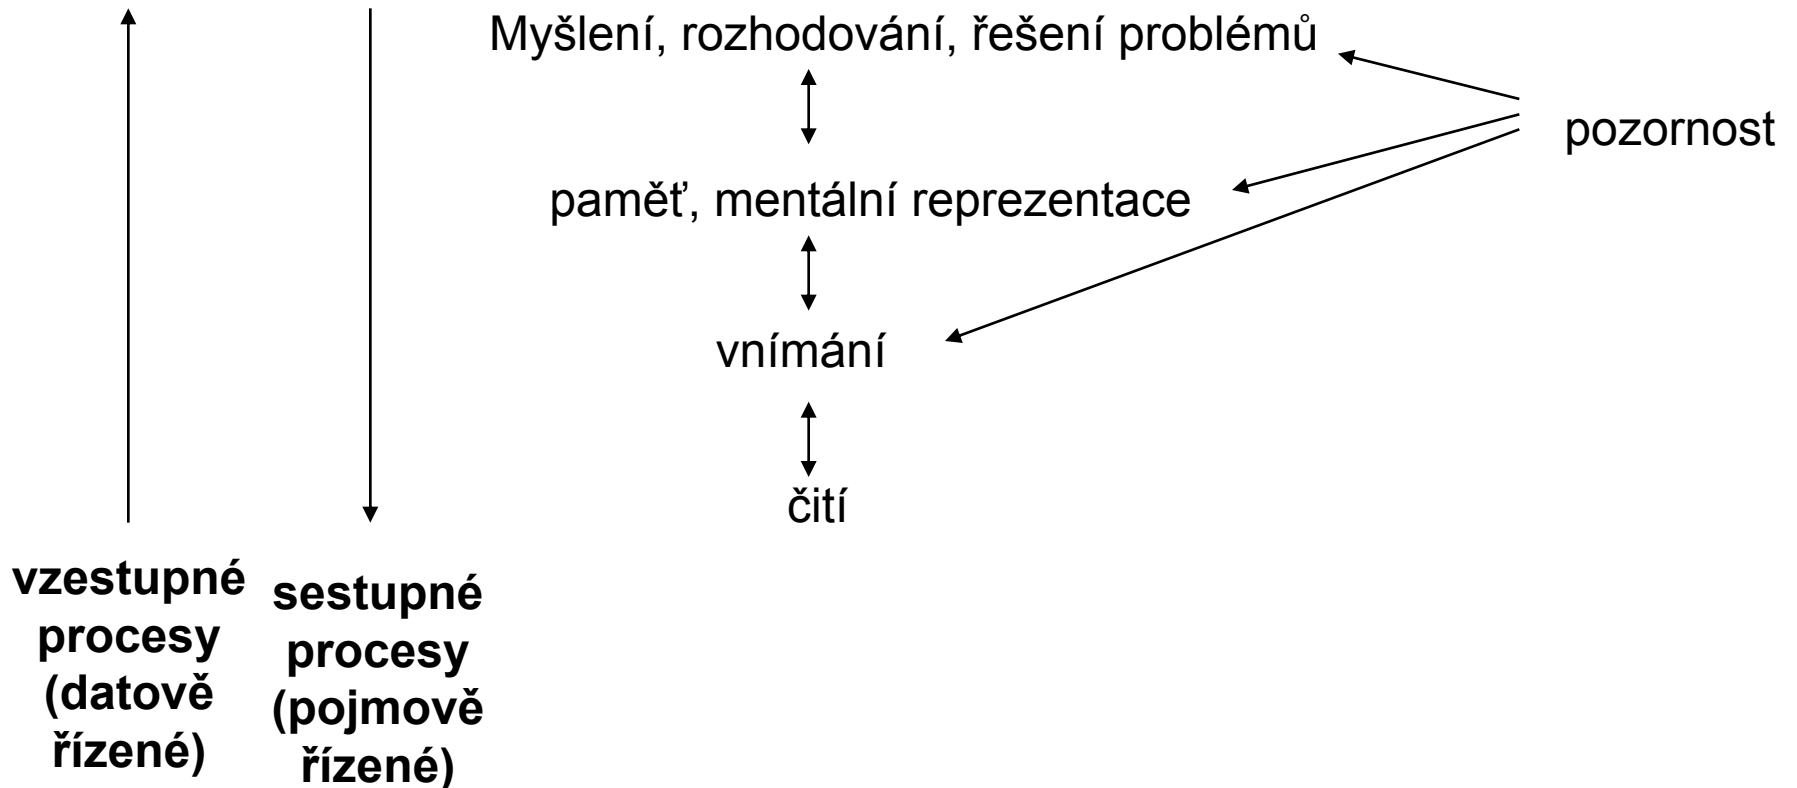 Myšlení, rozhodování, řešení problémů
pozornost
paměť, mentální reprezentace
vnímání
čití
vzestupné
procesy
(datově
řízené)
sestupné
procesy
(pojmově
řízené)